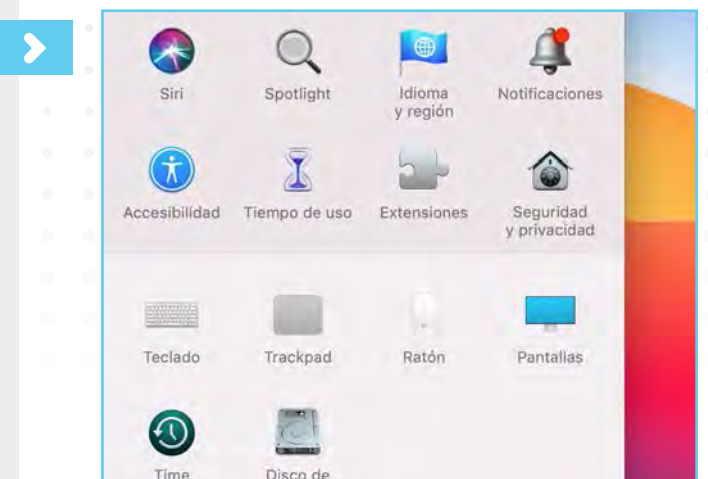 Siri Spotlight Idioma y región Notificaciones
Accesibilidad Tiempo de uso Extensiones Seguridad y privacidad
Teclado Trackpad Ratón Pantallas
Time Disco de